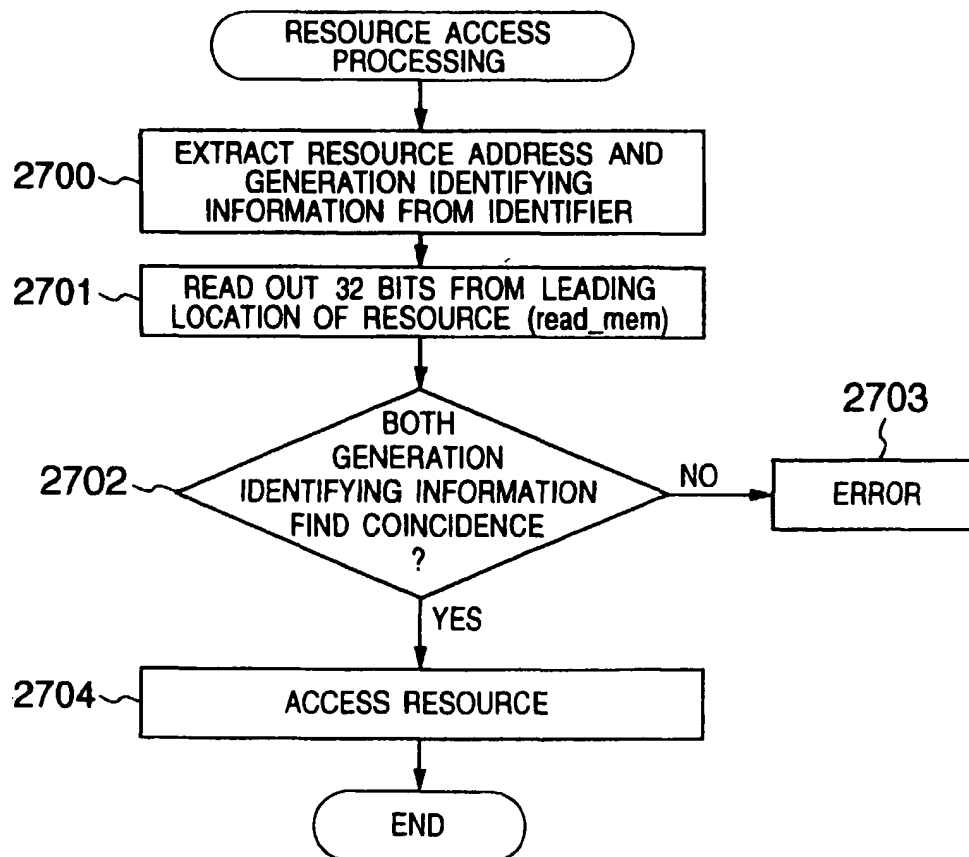 RESOURCE ACCESS
PROCESSING
2700
EXTRACT RESOURCE ADDRESS AND
GENERATION IDENTIFYING
INFORMATION FROM IDENTIFIER
2701
READ OUT 32 BITS FROM LEADING
LOCATION OF RESOURCE (read_mem)
2702
BOTH
GENERATION
IDENTIFYING INFORMATION
FIND COINCIDENCE
?
NO
2703
ERROR
YES
2704
ACCESS RESOURCE
END